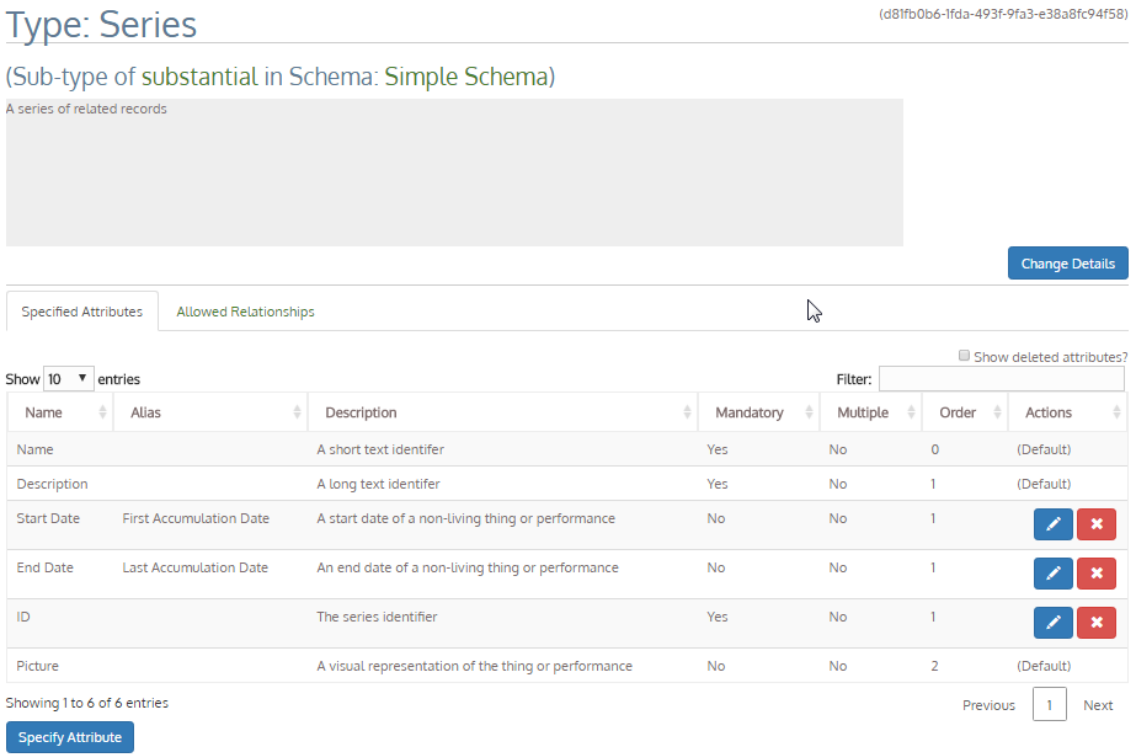 Type: Series
(d81fb0b6-1fda-493f-9fa3-e38a8fc94f58)
(Sub-type of substantial in Schema: Simple Schema)
A series of related records
Change Details
Specified Attributes Allowed Relationships
Show deleted attributes?
Show 10 entries Filter:
Name Alias Description Mandatory Multiple Order Actions
Name A short text identifer Yes No 0 (Default)
Description A long text identifer Yes No 1 (Default)
Start Date First Accumulation Date A start date of a non-living thing or performance No No 1
End Date Last Accumulation Date An end date of a non-living thing or performance No No 1
ID The series identifier Yes No 1
Picture A visual representation of the thing or performance No No 2 (Default)
Showing 1 to 6 of 6 entries Previous 1 Next
Specify Attribute